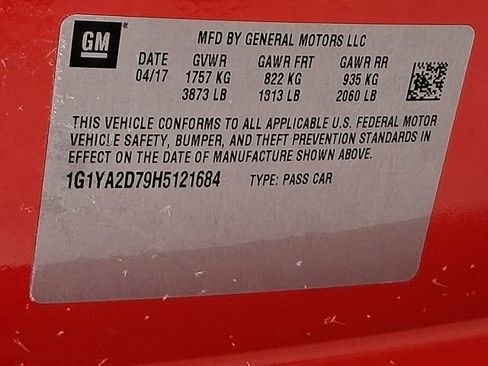 GM
MFD BY GENERAL MOTORS LLC
DATE GVWR GAWR FRT GAWR RR
04/17 1757 KG 822 KG 935 KG
3873 LB 1813 LB 2060 LB
THIS VEHICLE CONFORMS TO ALL APPLICABLE U.S. FEDERAL MOTOR
VEHICLE SAFETY, BUMPER, AND THEFT PREVENTION STANDARDS IN
EFFECT ON THE DATE OF MANUFACTURE SHOWN ABOVE.
1G1YA2D79H5121684 TYPE: PASS CAR